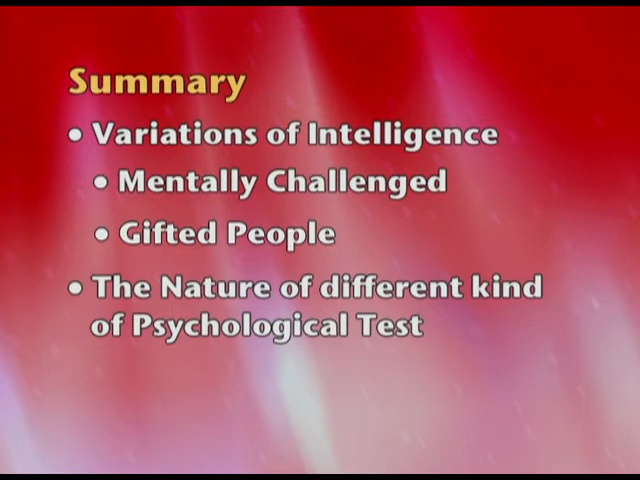 Summary
• Variations of Intelligence
• Mentally Challenged
• Gifted People
• The Nature of different kind
of Psychological Test